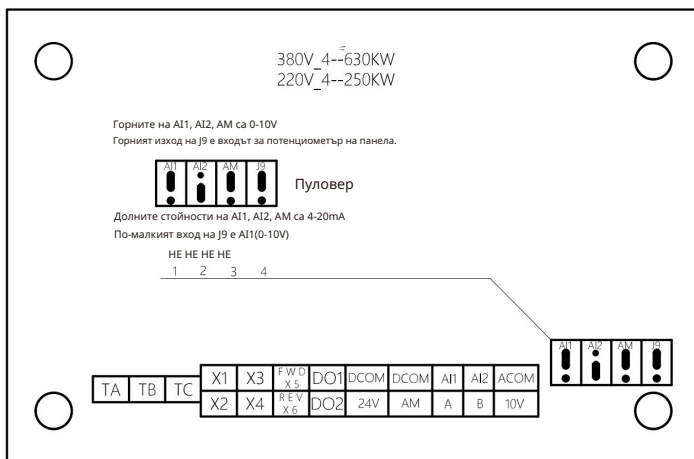 380V_4--630KW
220V_4--250KW
Горните на AI1, AI2, AM са 0-10V
Горният изход на J9 е входът за потенциометър на панела.
AI1 AI2 AM J9
Пуловер
Долните стойности на AI1, AI2, AM са 4-20mA
По-малкият вход на J9 е AI1(0-10V)
НЕ НЕ НЕ НЕ
1 2 3 4
AI1 AI2 AM J9
TA TB TC
X1 X3 FWD X5 DO1 DCOM DCOM AI1 AI2 ACOM
X2 X4 REV X6 DO2 24V AM A B 10V